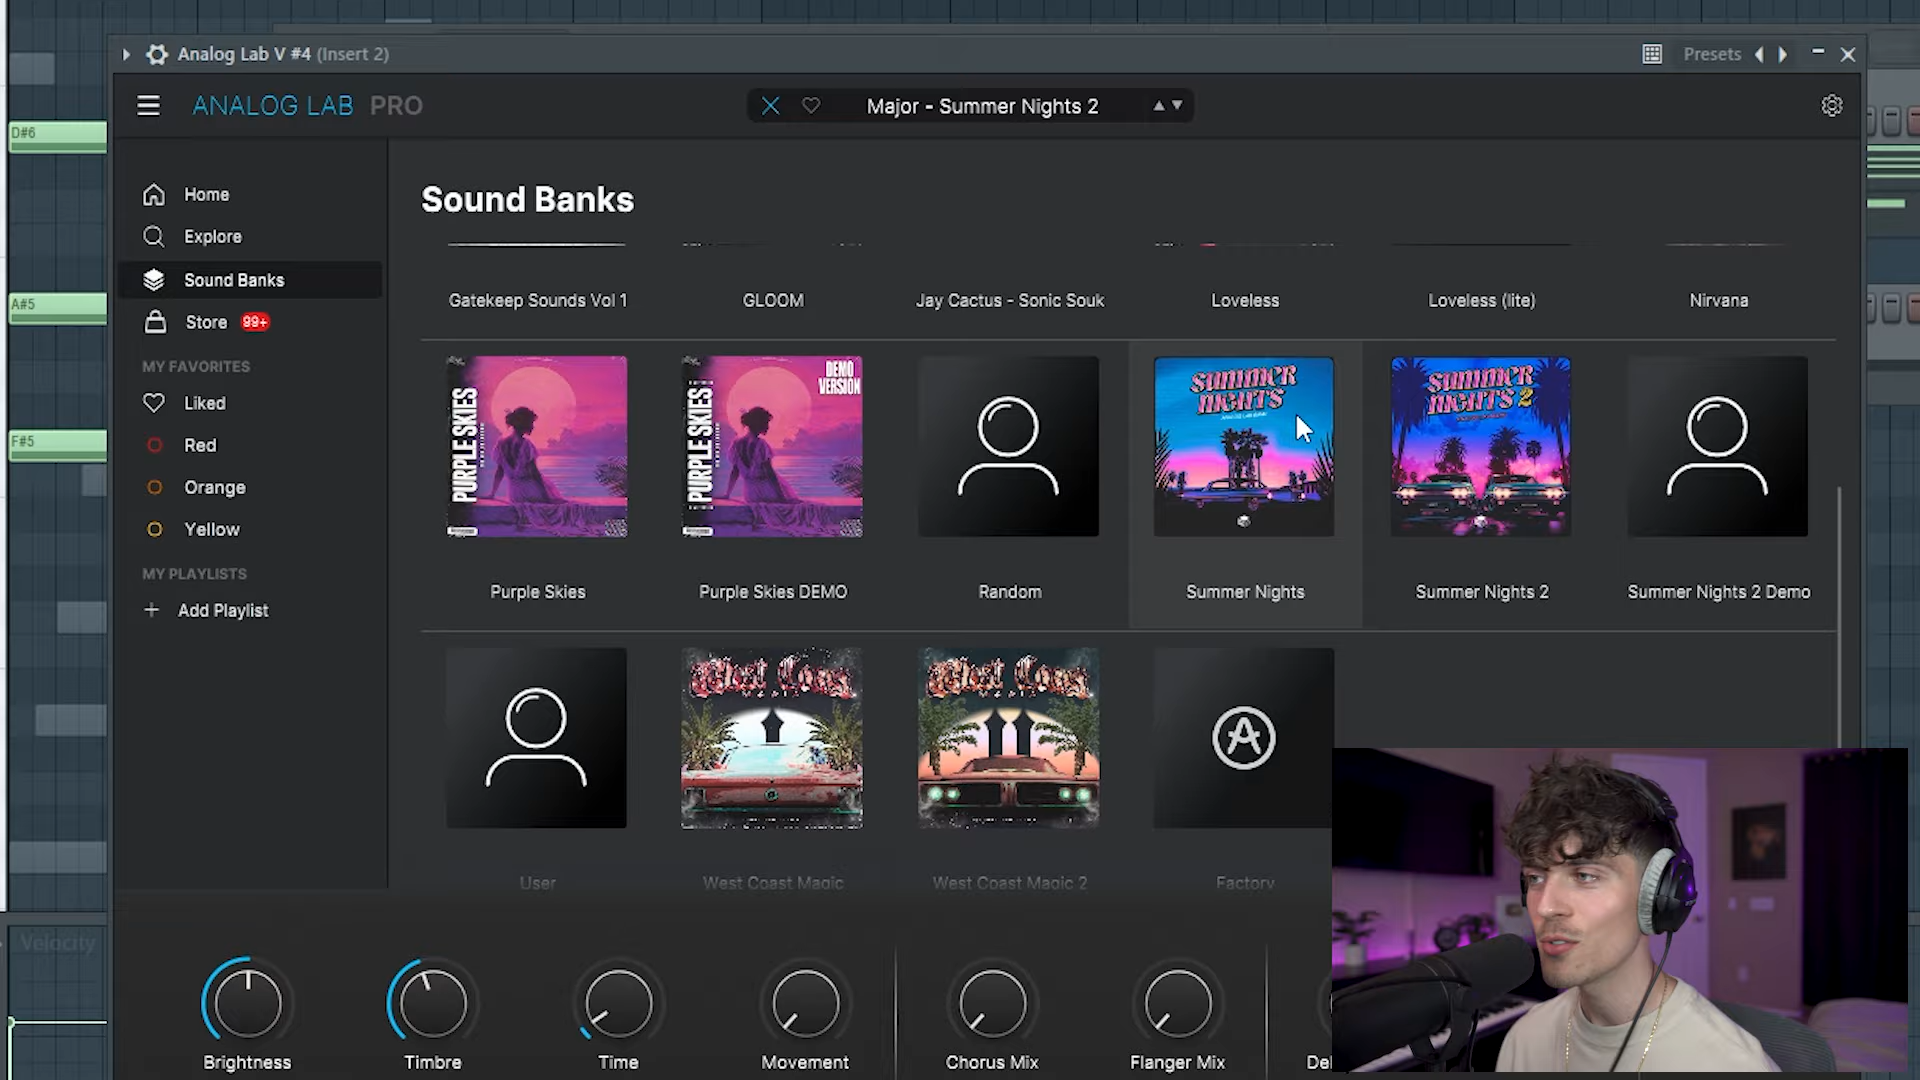 Analog Lab V #4 (Insert 2)
Presets
ANALOG LAB PRO
Major - Summer Nights 2
D#6
A#5
F#5
Home
Explore
Sound Banks
Store 99+
MY FAVORITES
Liked
Red
Orange
Yellow
MY PLAYLISTS
Add Playlist
Sound Banks
Gatekeep Sounds Vol 1
GLOOM
Jay Cactus - Sonic Souk
Loveless
Loveless (lite)
Nirvana
PURPLE SKIES
PURPLE SKIES
DEMO
VERSION
SUMMER
NIGHTS
SUMMER
NIGHTS 2
Purple Skies
Purple Skies DEMO
Random
Summer Nights
Summer Nights 2
Summer Nights 2 Demo
West Coast
West Coast
User
West Coast Magic
West Coast Magic 2
Factory
Velocity
Brightness
Timbre
Time
Movement
Chorus Mix
Flanger Mix